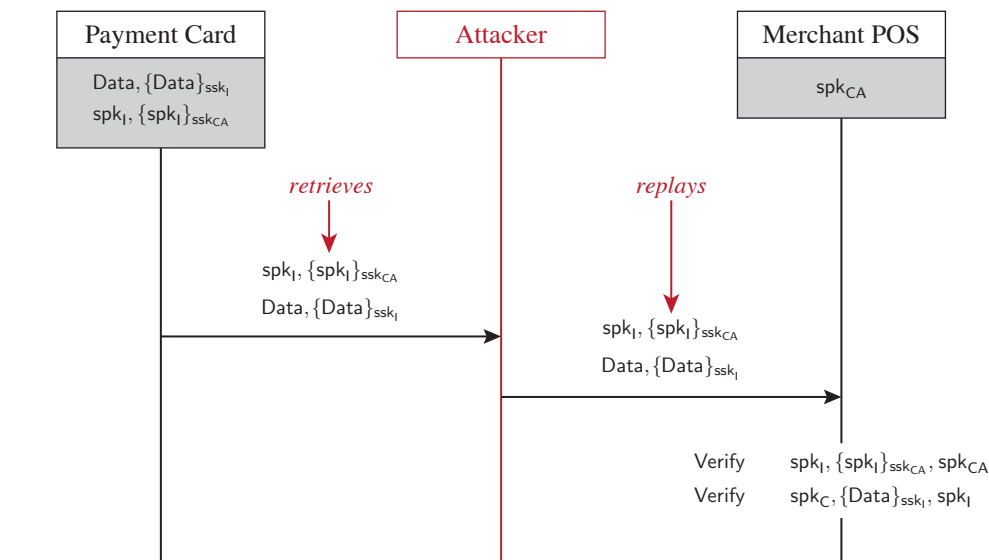 Payment Card
Data, {Data}ssk_I
spk_I, {spk_I}ssk_CA
Attacker
Merchant POS
spk_CA
retrieves
spk_I, {spk_I}ssk_CA
Data, {Data}ssk_I
replays
spk_I, {spk_I}ssk_CA
Data, {Data}ssk_I
Verify spk_I, {spk_I}ssk_CA, spk_CA
Verify spk_C, {Data}ssk_I, spk_I